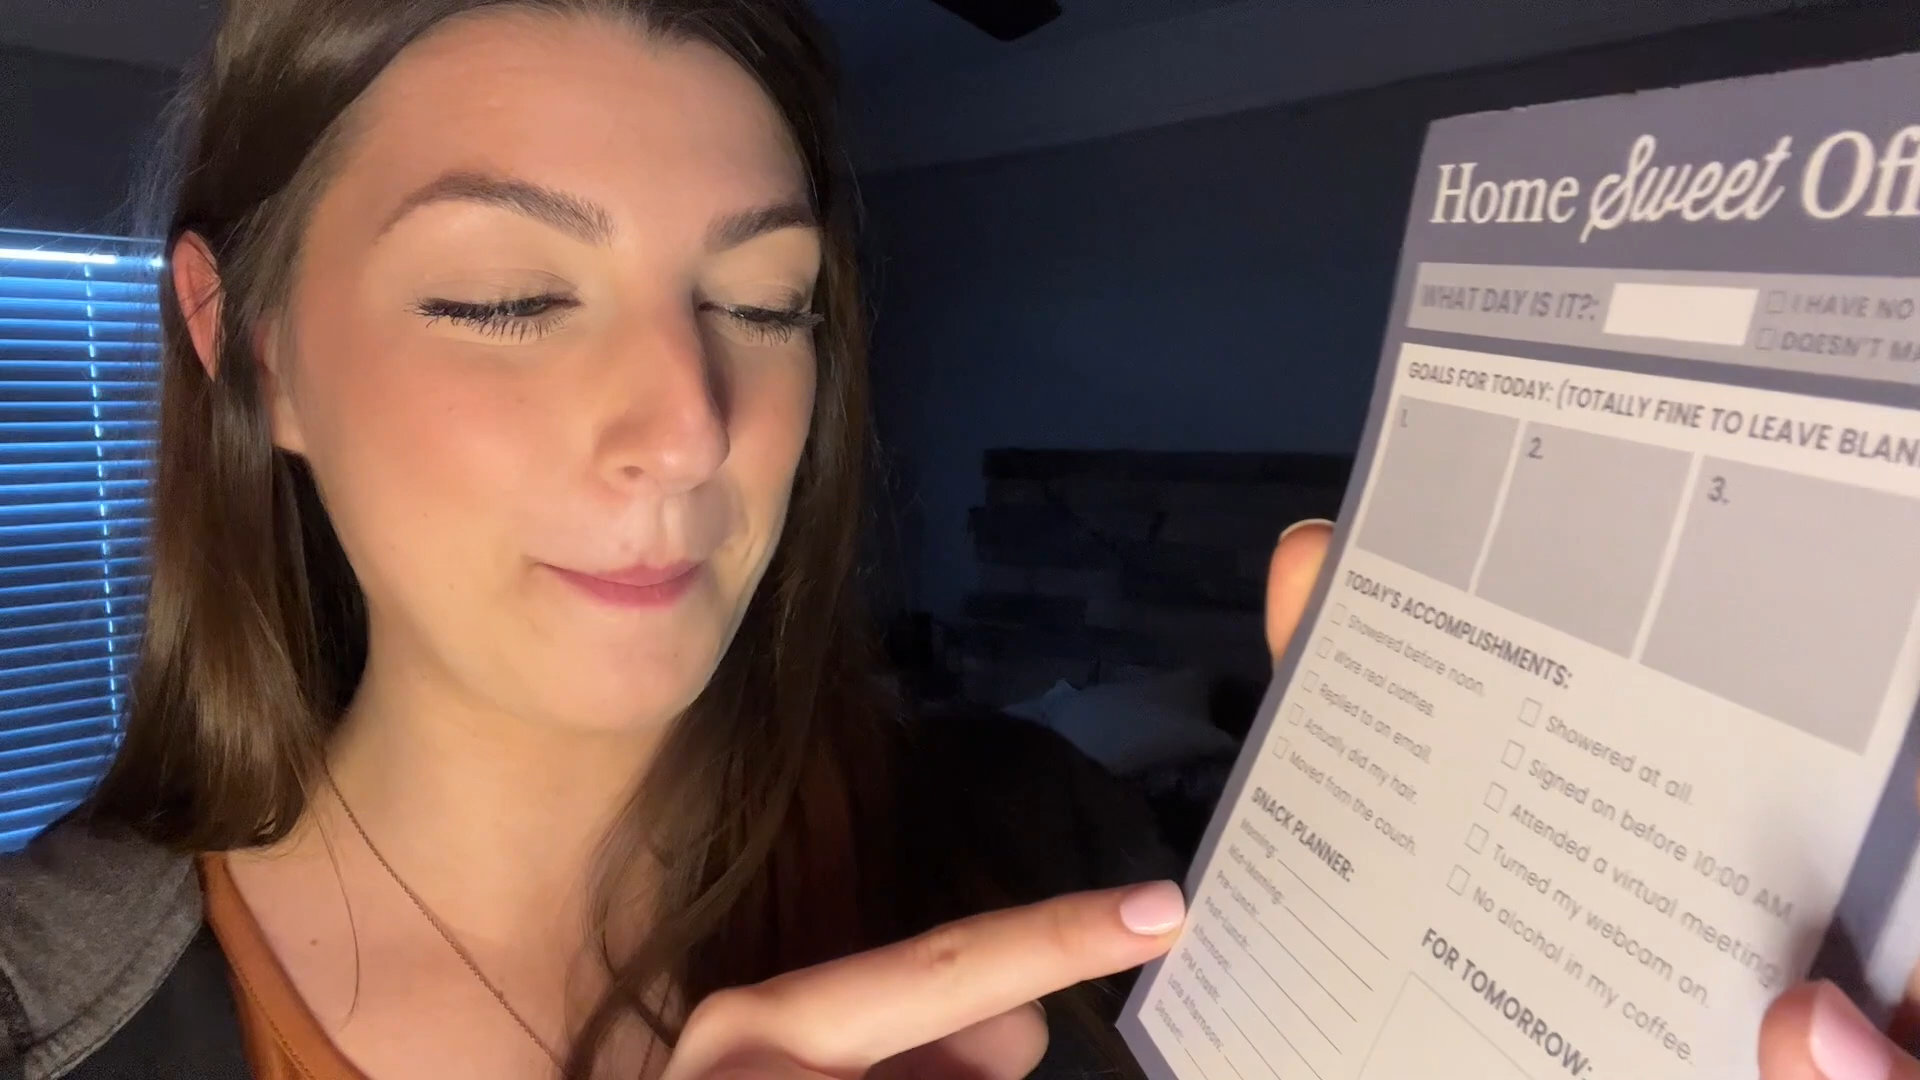 Home Sweet Off
WHAT DAY IS IT?:
I HAVE NO
DOESN'T MA
GOALS FOR TODAY: (TOTALLY FINE TO LEAVE BLAN
1.
2.
3.
TODAY'S ACCOMPLISHMENTS:
Showered before noon.
Wore real clothes.
Replied to an email.
Actually did my hair.
Moved from the couch.
Showered at all.
Signed on before 10:00 AM.
Attended a virtual meeting.
Turned my webcam on.
No alcohol in my coffee.
SNACK PLANNER:
Morning:
Mid-Morning:
Pre-Lunch:
Post-Lunch:
Afternoon:
3PM Crash:
Late Afternoon:
Dessert:
FOR TOMORROW: